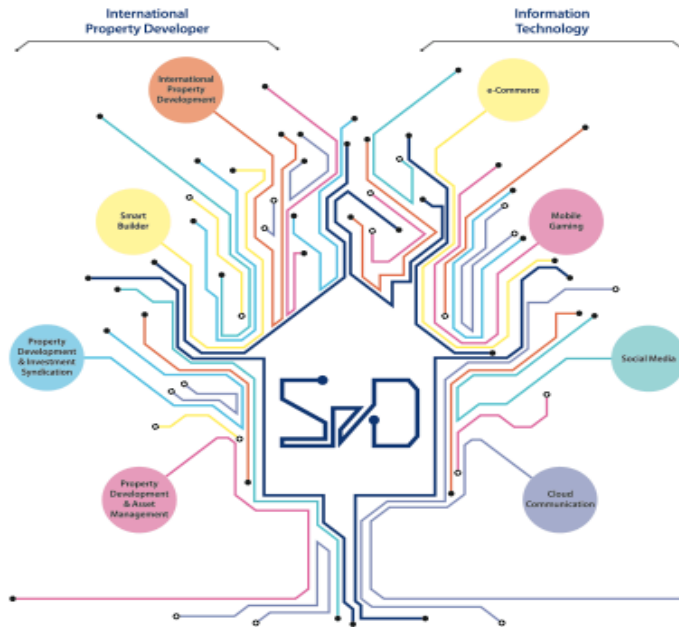 International
Property Developer
Information
Technology
International
Property
Development
e-Commerce
Smart
Builder
Mobile
Gaming
Property
Development
& Investment
Syndication
Social Media
Property
Development
& Asset
Management
Cloud
Communication